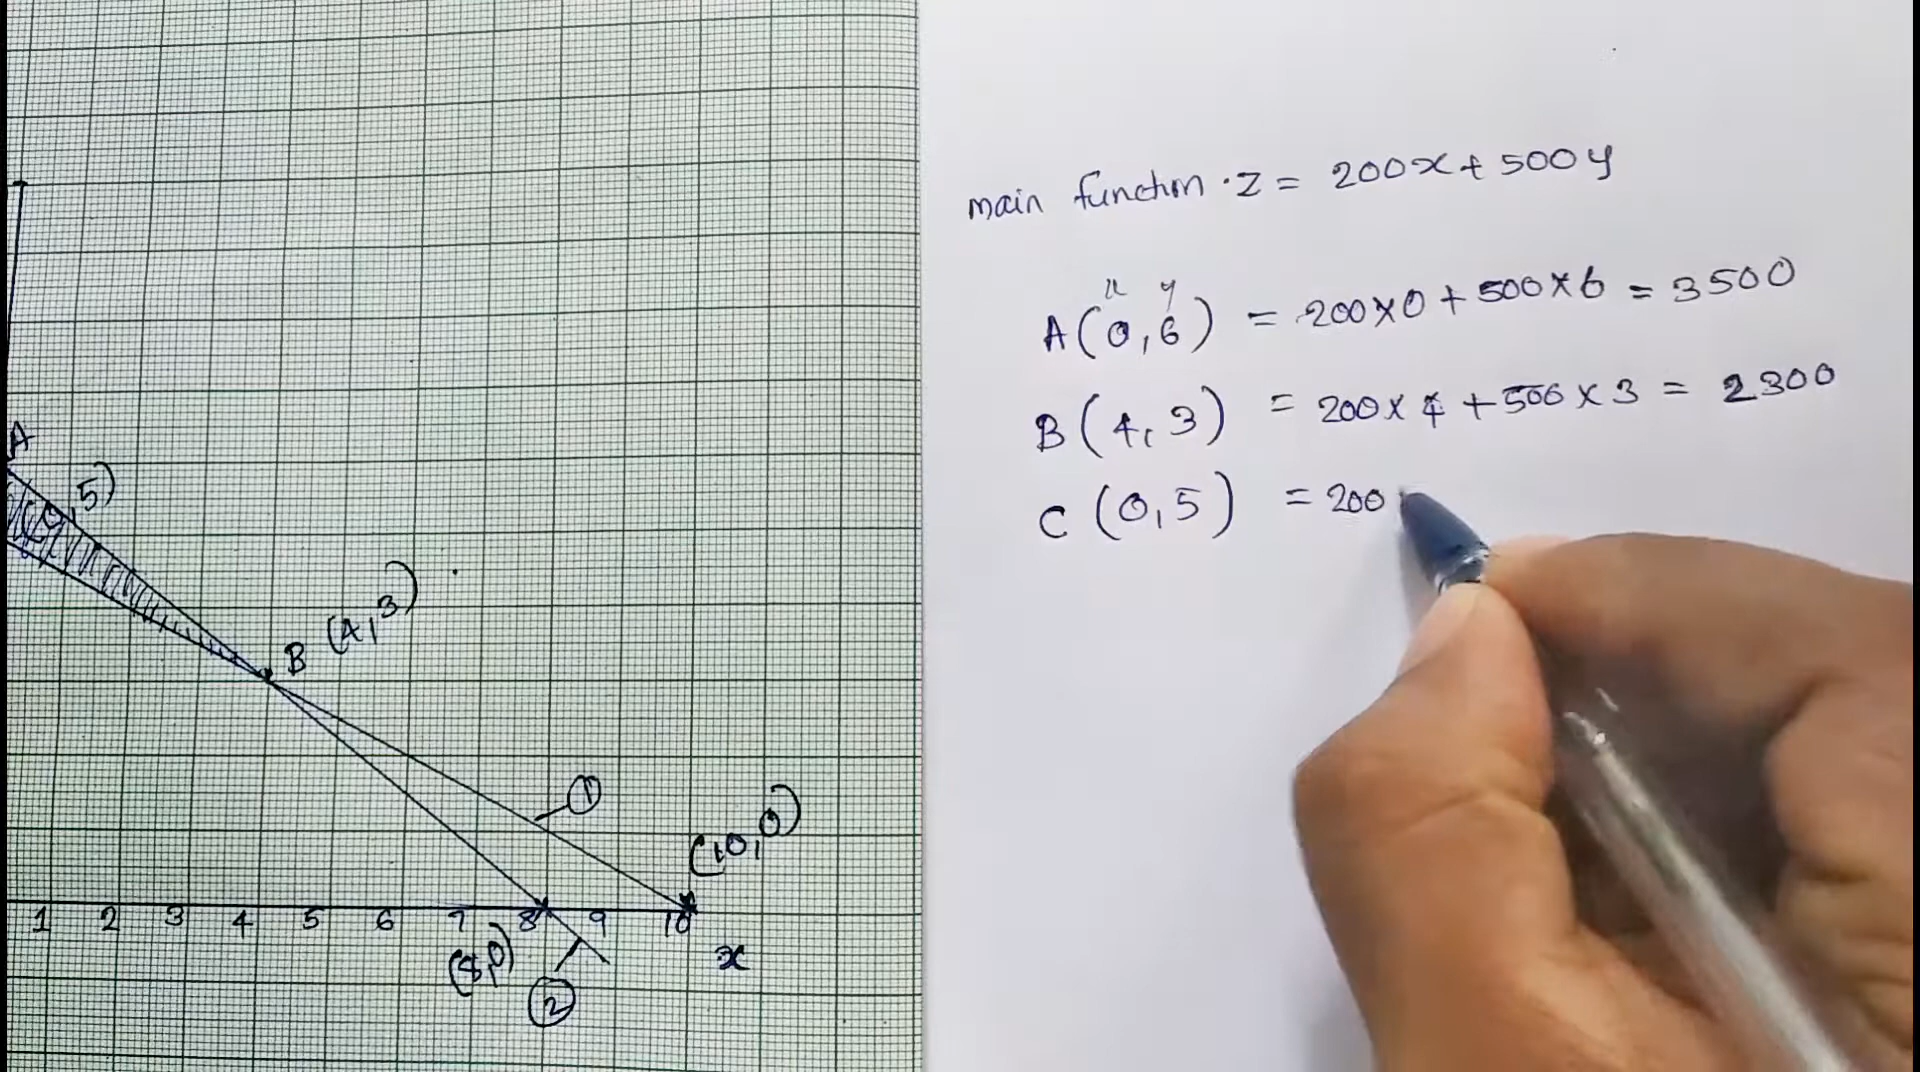 A
(0,5)
B (4,3)
①
(10,0)
1 2 3 4 5 6 7 8 9 10
(8,0)
x
②
main function . Z = 200x + 500y
x y
A(0,6) = 200×0 + 500×6 = 3500
B(4,3) = 200×4 + 500×3 = 2300
C(0,5) = 200